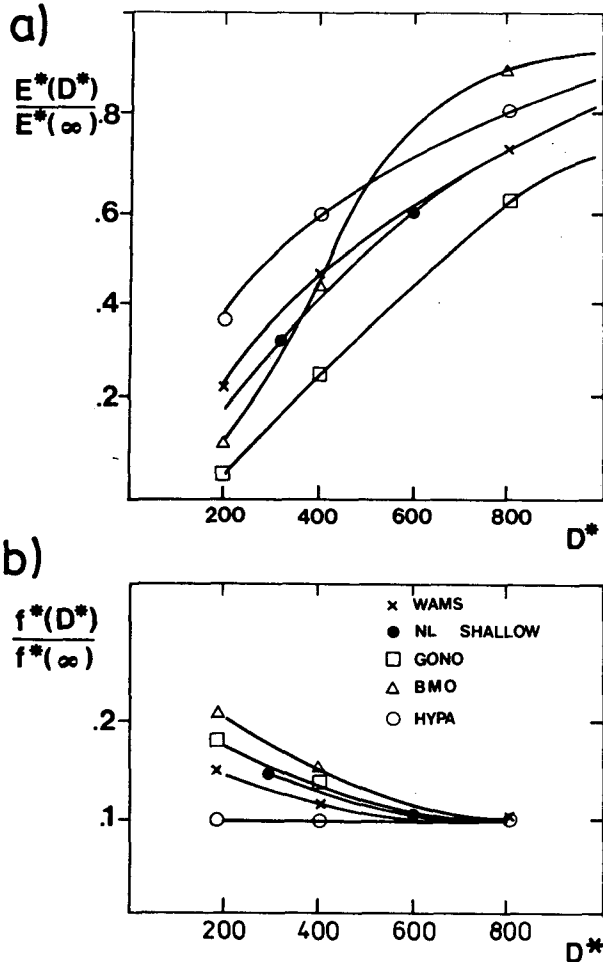 a)
E*(D*)
E*(∞)
.8
.6
.4
.2
200 400 600 800 D*
b)
f*(D*)
f*(∞)
.2
.1
× WAMS
● NL SHALLOW
□ GONO
△ BMO
○ HYPA
200 400 600 800 D*